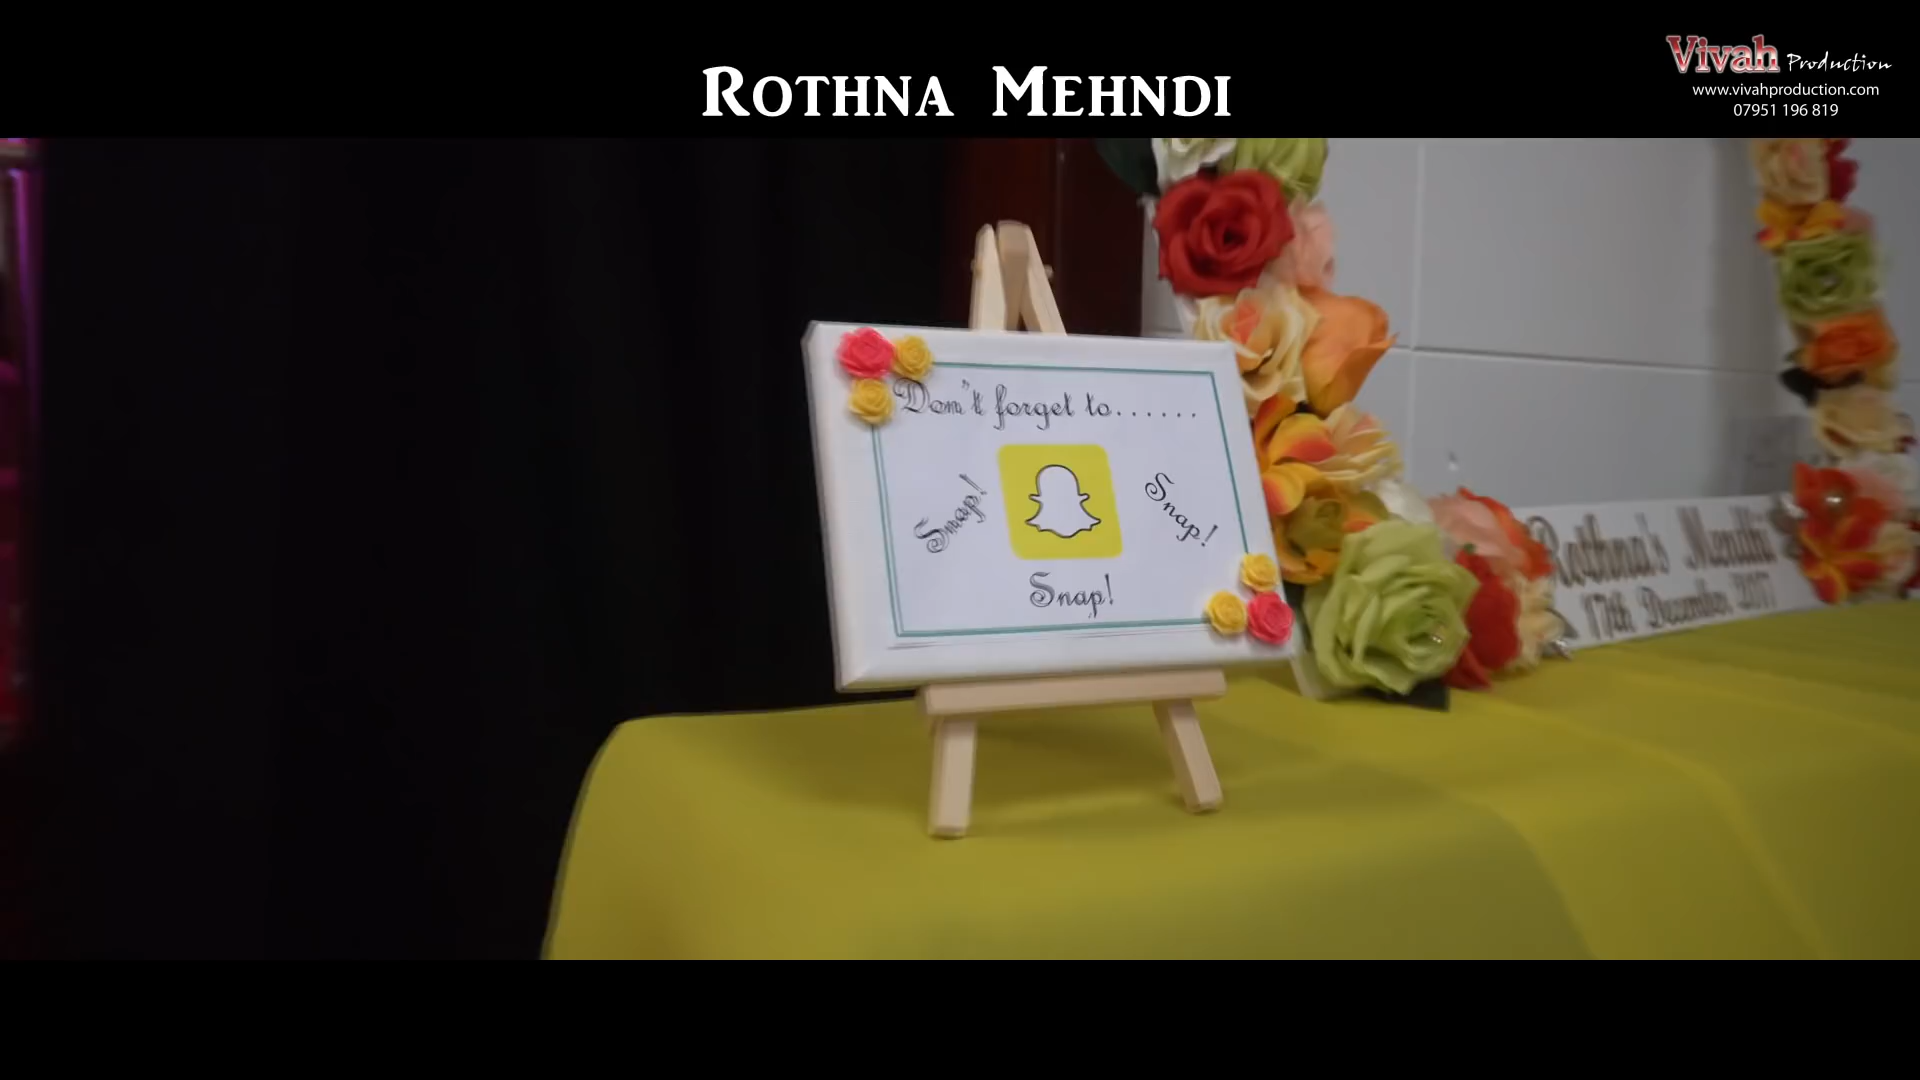 ROTHNA MEHNDI
Vivah Production
www.vivahproduction.com
07951 196 819
Don't forget to......
Snap!
Snap!
Snap!
Rothna's Mendhi
17th December 2017